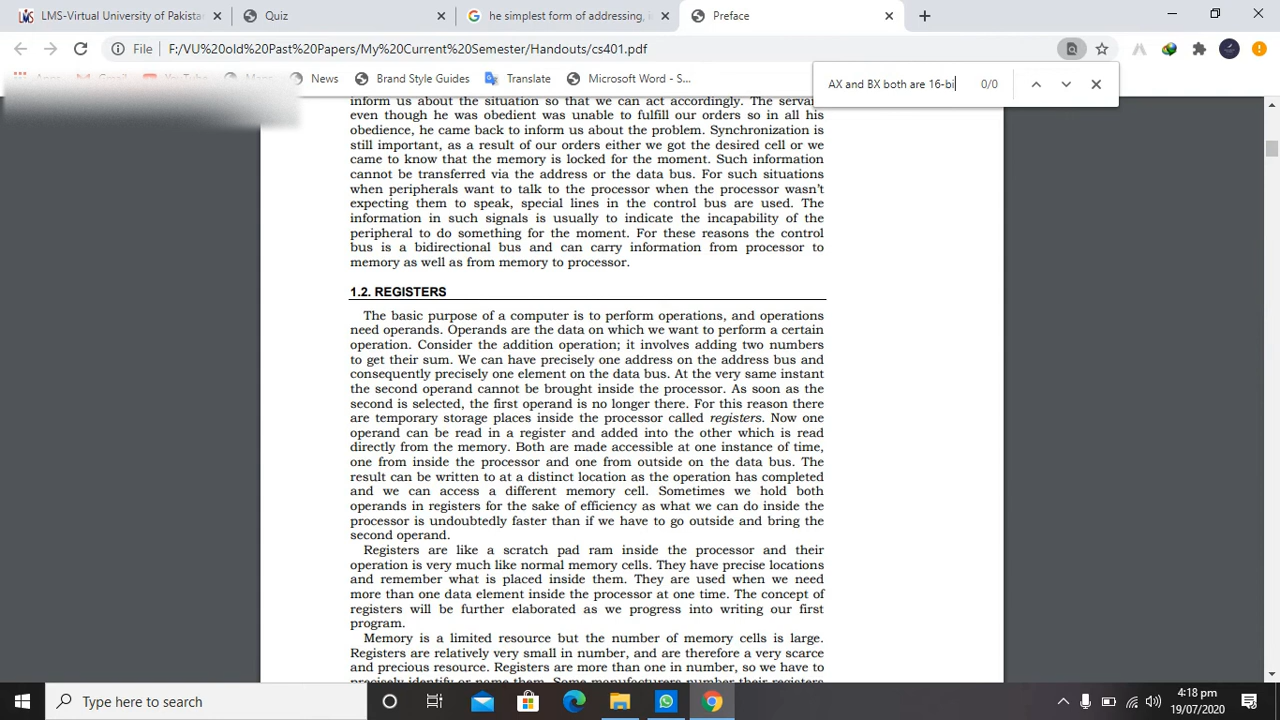 LMS-Virtual University of Pakistan
Quiz
he simplest form of addressing, i
Preface
File
F:/VU%20old%20Past%20Papers/My%20Current%20Semester/Handouts/cs401.pdf
News
Brand Style Guides
Translate
Microsoft Word - S...
AX and BX both are 16-bi
0/0
inform us about the situation so that we can act accordingly. The servant
even though he was obedient was unable to fulfill our orders so in all his
obedience, he came back to inform us about the problem. Synchronization is
still important, as a result of our orders either we got the desired cell or we
came to know that the memory is locked for the moment. Such information
cannot be transferred via the address or the data bus. For such situations
when peripherals want to talk to the processor when the processor wasn't
expecting them to speak, special lines in the control bus are used. The
information in such signals is usually to indicate the incapability of the
peripheral to do something for the moment. For these reasons the control
bus is a bidirectional bus and can carry information from processor to
memory as well as from memory to processor.
1.2. REGISTERS
The basic purpose of a computer is to perform operations, and operations
need operands. Operands are the data on which we want to perform a certain
operation. Consider the addition operation; it involves adding two numbers
to get their sum. We can have precisely one address on the address bus and
consequently precisely one element on the data bus. At the very same instant
the second operand cannot be brought inside the processor. As soon as the
second is selected, the first operand is no longer there. For this reason there
are temporary storage places inside the processor called registers. Now one
operand can be read in a register and added into the other which is read
directly from the memory. Both are made accessible at one instance of time,
one from inside the processor and one from outside on the data bus. The
result can be written to at a distinct location as the operation has completed
and we can access a different memory cell. Sometimes we hold both
operands in registers for the sake of efficiency as what we can do inside the
processor is undoubtedly faster than if we have to go outside and bring the
second operand.
Registers are like a scratch pad ram inside the processor and their
operation is very much like normal memory cells. They have precise locations
and remember what is placed inside them. They are used when we need
more than one data element inside the processor at one time. The concept of
registers will be further elaborated as we progress into writing our first
program.
Memory is a limited resource but the number of memory cells is large.
Registers are relatively very small in number, and are therefore a very scarce
and precious resource. Registers are more than one in number, so we have to
precisely identify or name them. Some manufacturers number their registers
Type here to search
4:18 pm
19/07/2020